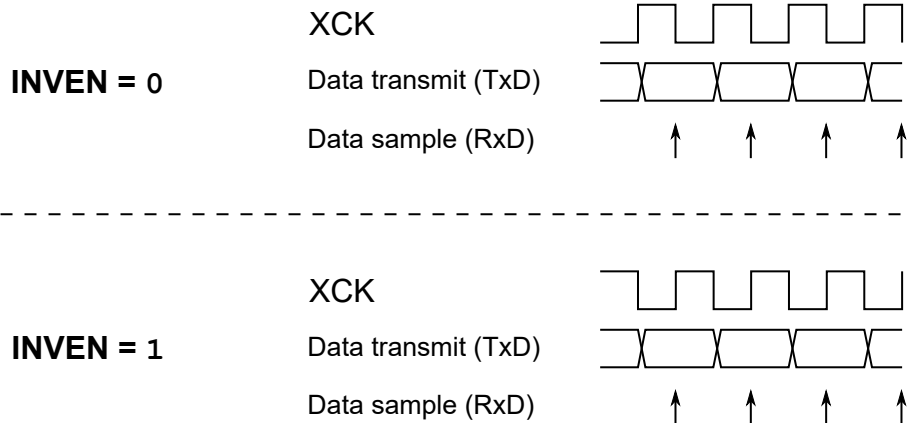 XCK
INVEN = 0
Data transmit (TxD)
Data sample (RxD)
XCK
INVEN = 1
Data transmit (TxD)
Data sample (RxD)